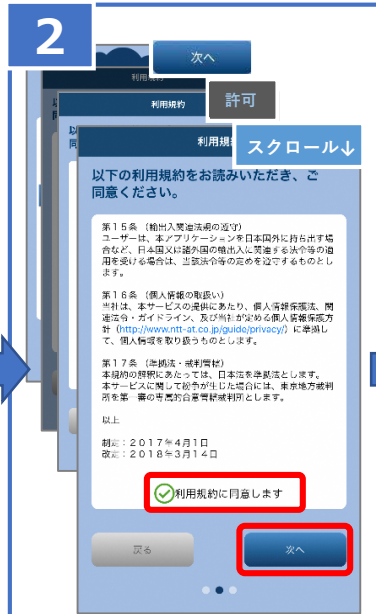 2
次へ
利用規約
許可
利用規約
利用規
スクロール↓
以下の利用規約をお読みいただき、ご
同意ください。
第15条 （輸出入関連法規の遵守）
ユーザーは、本アプリケーションを日本国外に持ち出す場
合など、日本国又は諸外国の輸出入に関連する法令等の適
用を受ける場合は、当該法令等の定めを遵守するものとし
ます。
第16条 （個人情報の取扱い）
当社は、本サービスの提供にあたり、個人情報保護法、関
連法令・ガイドライン、及び当社が定める個人情報保護方
針（http://www.ntt-at.co.jp/guide/privacy/）に準拠し
て、個人情報を取り扱うものとします。
第17条 （準拠法・裁判管轄）
本規約の解釈にあたっては、日本法を準拠法とします。
本サービスに関して紛争が生じた場合には、東京地方裁判
所を第一審の専属的合意管轄裁判所とします。
以上
制定：2017年4月1日
改定：2018年3月14日
利用規約に同意します
戻る
次へ